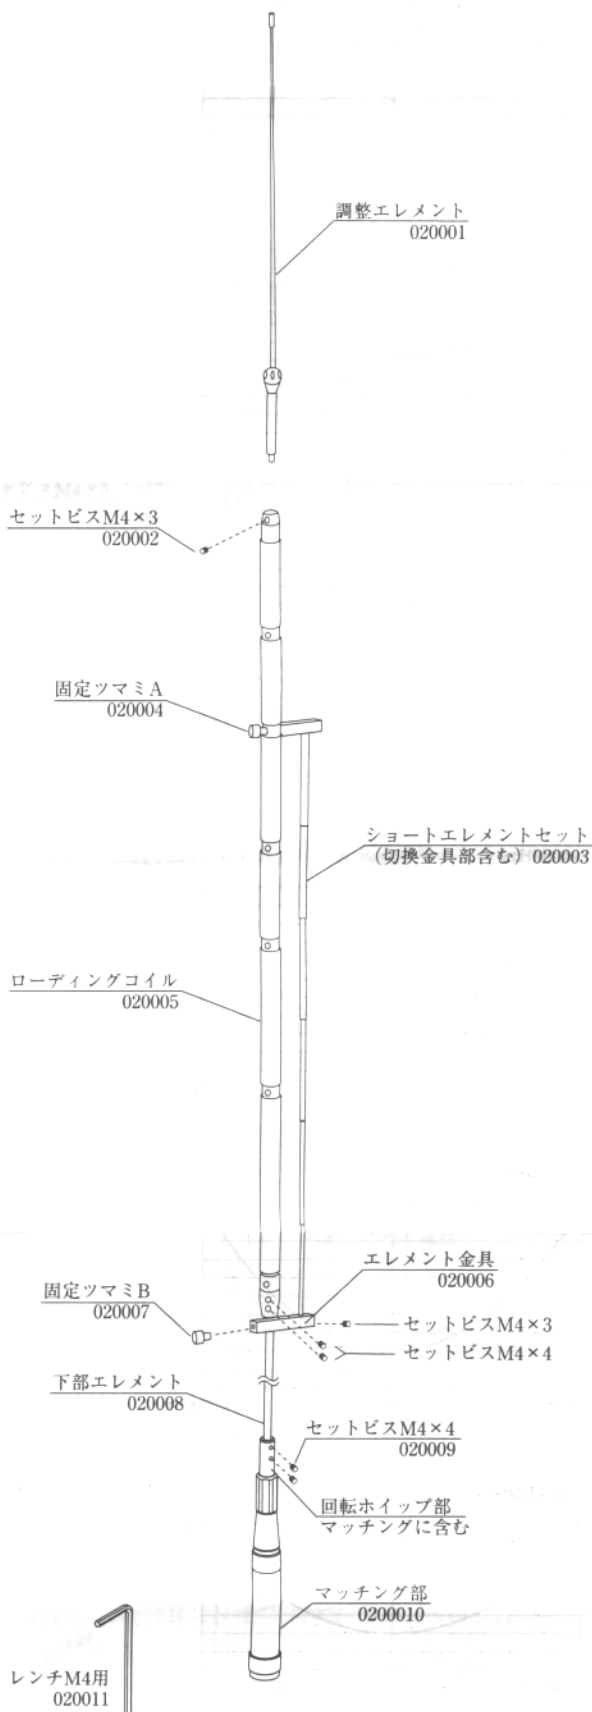 調整エレメント
020001
セットビスM4×3
020002
固定ツマミA
020004
ショートエレメントセット
(切換金具部含む) 020003
ローディングコイル
020005
エレメント金具
020006
固定ツマミB
020007
セットビスM4×3
セットビスM4×4
下部エレメント
020008
セットビスM4×4
020009
回転ホイップ部
マッチングに含む
マッチング部
0200010
レンチM4用
020011